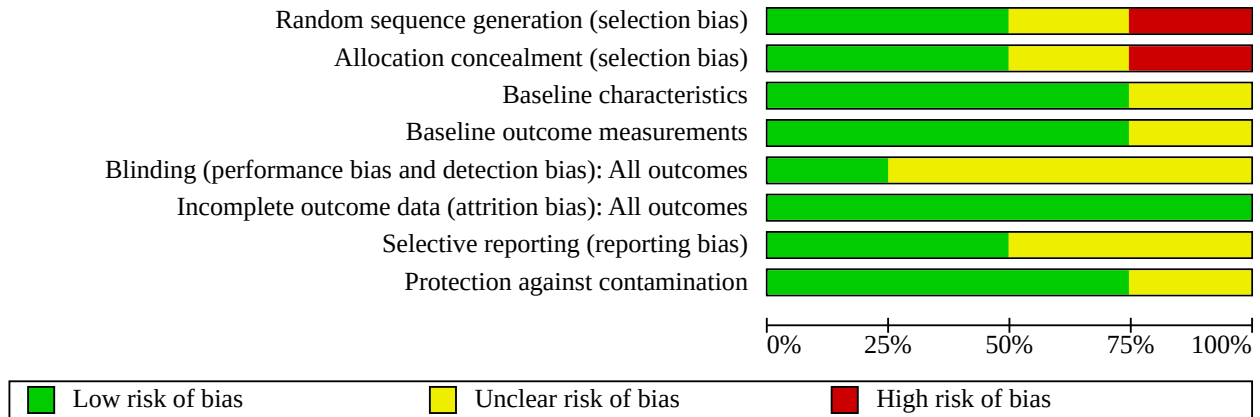 Random sequence generation (selection bias)
Allocation concealment (selection bias)
Baseline characteristics
Baseline outcome measurements
Blinding (performance bias and detection bias): All outcomes
Incomplete outcome data (attrition bias): All outcomes
Selective reporting (reporting bias)
Protection against contamination
0% 25% 50% 75% 100%
Low risk of bias Unclear risk of bias High risk of bias